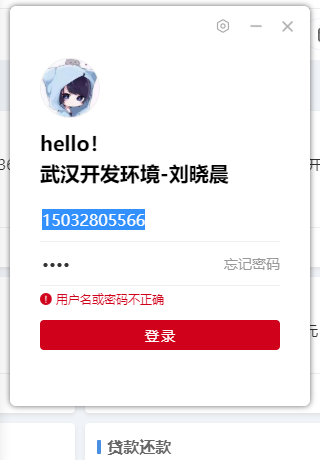 hello!
武汉开发环境-刘晓晨
15032805566
••••
忘记密码
用户名或密码不正确
登录
元
贷款还款